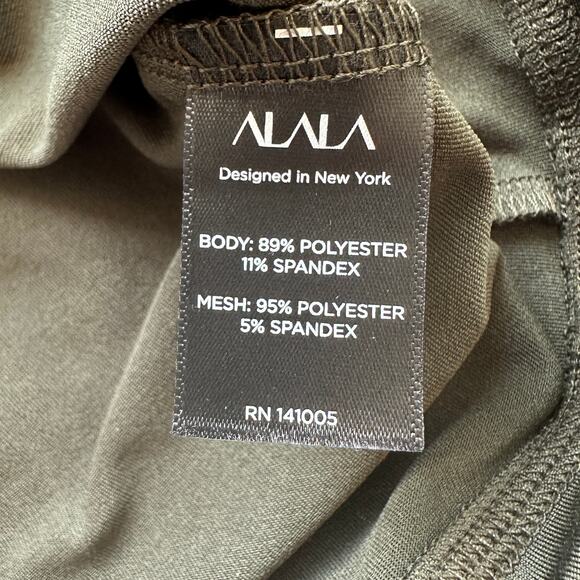 ALALA
Designed in New York
BODY: 89% POLYESTER
11% SPANDEX
MESH: 95% POLYESTER
5% SPANDEX
RN 141005